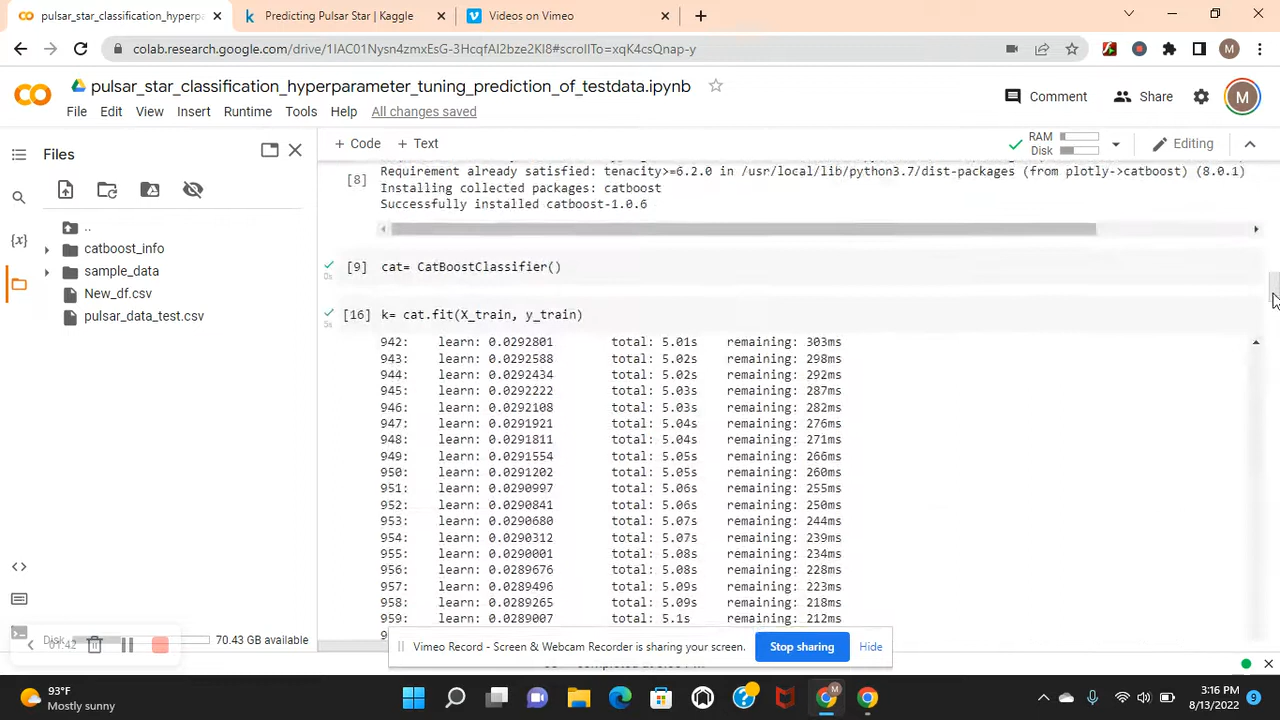 pulsar_star_classification_hyperp
Predicting Pulsar Star | Kaggle
Videos on Vimeo
colab.research.google.com/drive/1IAC01Nysn4zmxEsG-3HcqfAI2bze2KI8#scrollTo=xqK4csQnap-y
M
pulsar_star_classification_hyperparameter_tuning_prediction_of_testdata.ipynb
Comment
Share
M
File Edit View Insert Runtime Tools Help All changes saved
Files
+ Code + Text
RAM
Disk
Editing
[8] Requirement already satisfied: tenacity>=6.2.0 in /usr/local/lib/python3.7/dist-packages (from plotly->catboost) (8.0.1)
Installing collected packages: catboost
Successfully installed catboost-1.0.6
..
catboost_info
sample_data
New_df.csv
pulsar_data_test.csv
{x}
0s
[9] cat= CatBoostClassifier()
5s
[16] k= cat.fit(X_train, y_train)
942: learn: 0.0292801 total: 5.01s remaining: 303ms
943: learn: 0.0292588 total: 5.02s remaining: 298ms
944: learn: 0.0292434 total: 5.02s remaining: 292ms
945: learn: 0.0292222 total: 5.03s remaining: 287ms
946: learn: 0.0292108 total: 5.03s remaining: 282ms
947: learn: 0.0291921 total: 5.04s remaining: 276ms
948: learn: 0.0291811 total: 5.04s remaining: 271ms
949: learn: 0.0291554 total: 5.05s remaining: 266ms
950: learn: 0.0291202 total: 5.05s remaining: 260ms
951: learn: 0.0290997 total: 5.06s remaining: 255ms
952: learn: 0.0290841 total: 5.06s remaining: 250ms
953: learn: 0.0290680 total: 5.07s remaining: 244ms
954: learn: 0.0290312 total: 5.07s remaining: 239ms
955: learn: 0.0290001 total: 5.08s remaining: 234ms
956: learn: 0.0289676 total: 5.08s remaining: 228ms
957: learn: 0.0289496 total: 5.09s remaining: 223ms
958: learn: 0.0289265 total: 5.09s remaining: 218ms
959: learn: 0.0289007 total: 5.1s remaining: 212ms
Disk
70.43 GB available
01:42
Vimeo Record - Screen & Webcam Recorder is sharing your screen.
Stop sharing
Hide
93°F
Mostly sunny
3:16 PM
8/13/2022
9